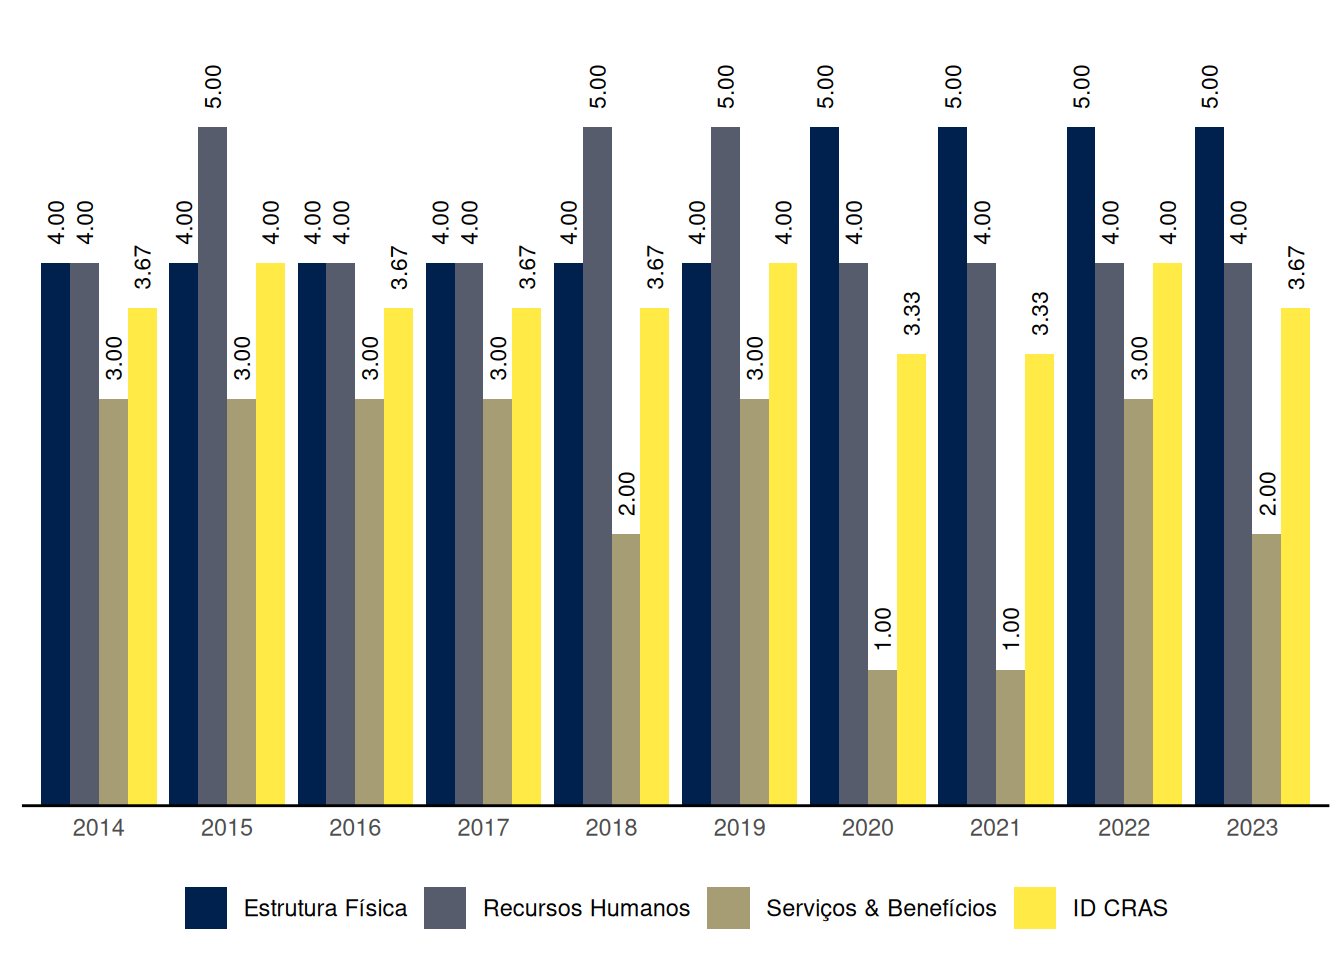 5.00 5.00 5.00 5.00 5.00 5.00 5.00
4.00 4.00 4.00 4.00 4.00 4.00 4.00 4.00 4.00 4.00 4.00 4.00 4.00 4.00 4.00 4.00
3.67 3.67 3.67 3.67 3.67
3.33 3.33
3.00 3.00 3.00 3.00 3.00 3.00
2.00 2.00
1.00 1.00
2014 2015 2016 2017 2018 2019 2020 2021 2022 2023
Estrutura Física Recursos Humanos Serviços & Benefícios ID CRAS